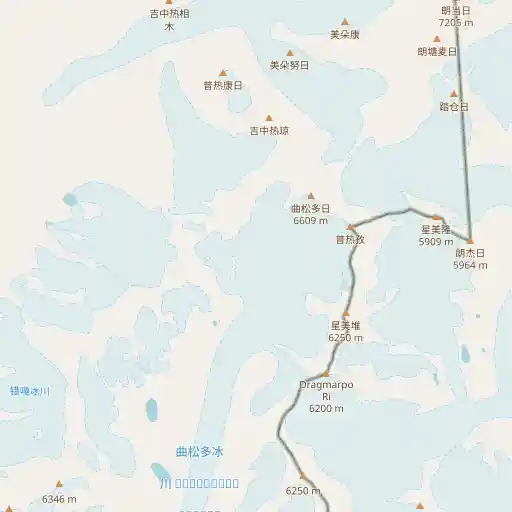 吉中热相
木
朗当日
7205 m
美朵康
朗塘麦日
美朵努日
普热康日
踏仓日
吉中热琼
曲松多日
6609 m
星美隆
5909 m
普热孜
朗杰日
5964 m
星美堆
6250 m
Dragmarpo
Ri
6200 m
错嘎冰川
曲松多冰
川
6346 m
6250 m